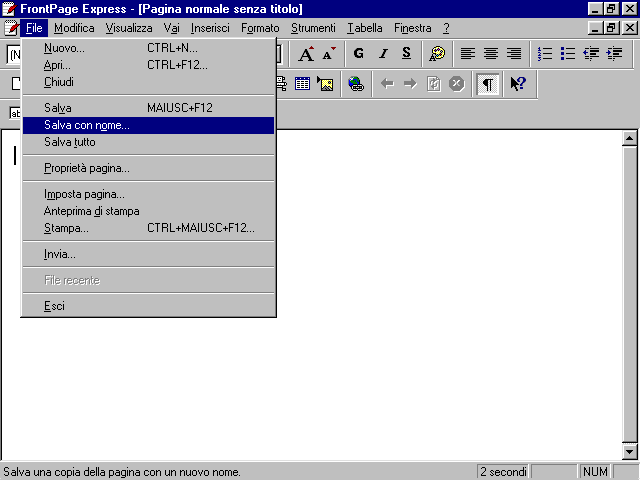 FrontPage Express - [Pagina normale senza titolo]
File Modifica Visualizza Vai Inserisci Formato Strumenti Tabella Finestra ?
Nuovo... CTRL+N...
Apri... CTRL+F12...
Chiudi
Salva MAIUSC+F12
Salva con nome...
Salva tutto
Proprietà pagina...
Imposta pagina...
Anteprima di stampa
Stampa... CTRL+MAIUSC+F12...
Invia...
File recente
Esci
A A G I S
Salva una copia della pagina con un nuovo nome. 2 secondi NUM